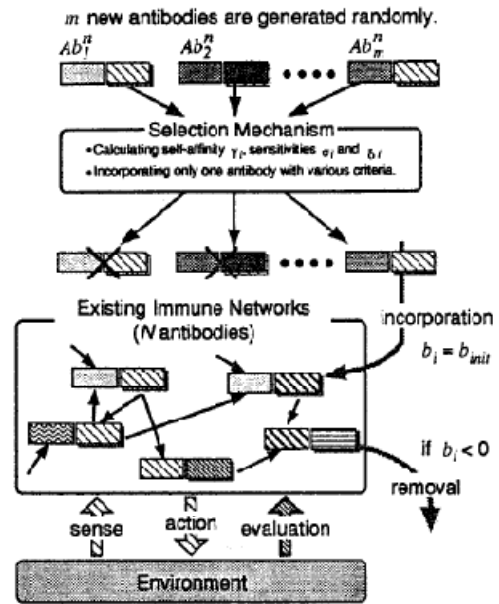 m new antibodies are generated randomly.
Ab₁ⁿ Ab₂ⁿ Abₘⁿ
Selection Mechanism
•Calculating self-affinity γᵢ, sensitivities σᵢ and δᵢ
•Incorporating only one antibody with various criteria.
Existing Immune Networks
(N antibodies)
incorporation
bᵢ = b_init
if bᵢ < 0
removal
sense action evaluation
Environment